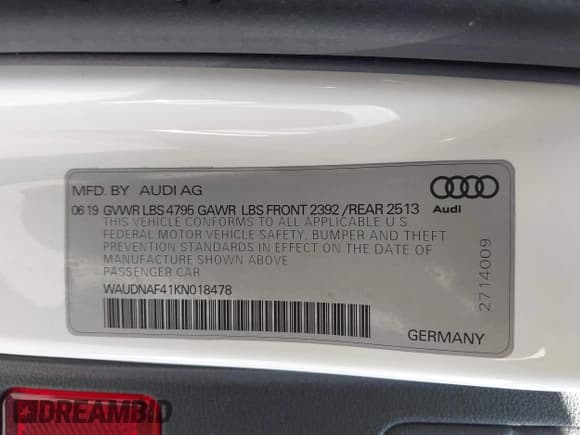 MFD. BY AUDI AG
Audi
06 19 GVWR LBS 4795 GAWR LBS FRONT 2392 /REAR 2513
THIS VEHICLE CONFORMS TO ALL APPLICABLE U.S.
FEDERAL MOTOR VEHICLE SAFETY, BUMPER AND THEFT
PREVENTION STANDARDS IN EFFECT ON THE DATE OF
MANUFACTURE SHOWN ABOVE
PASSENGER CAR
WAUDNAF41KN018478
2714009
GERMANY
DREAMBID